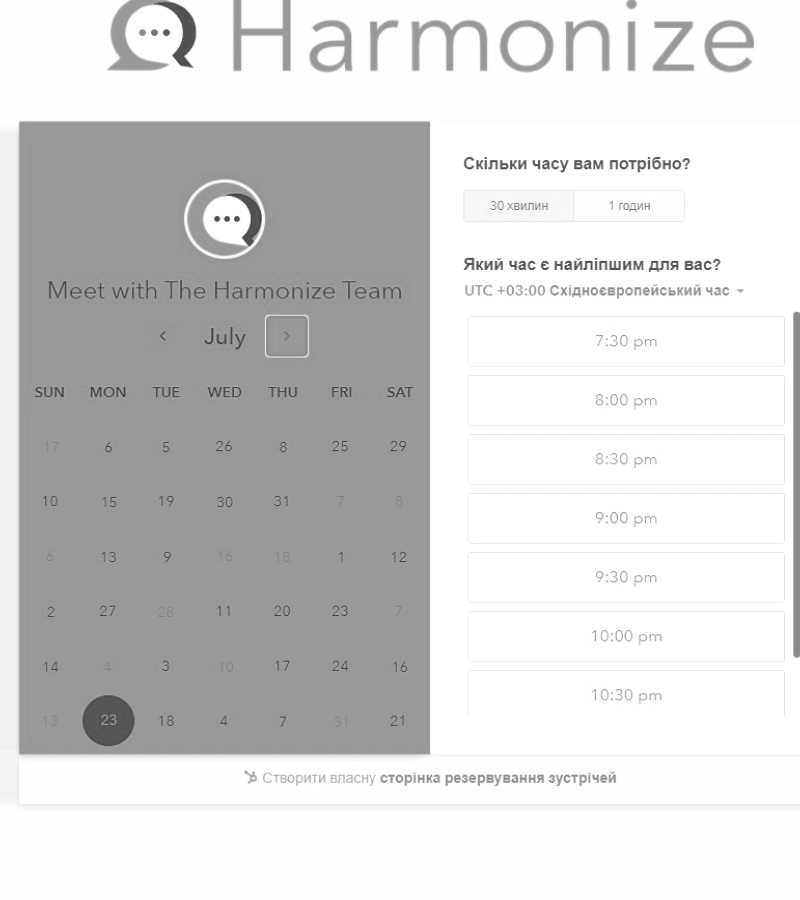 Harmonize
Meet with The Harmonize Team
July
SUN MON TUE WED THU FRI SAT
17 6 5 26 8 25 29
10 15 19 30 31 7 8
6 13 9 16 18 1 12
2 27 28 11 20 23 7
14 4 3 10 17 24 16
13 23 18 4 7 31 21
Скільки часу вам потрібно?
30 хвилин 1 годин
Який час є найліпшим для вас?
UTC +03:00 Східноєвропейський час
7:30 pm
8:00 pm
8:30 pm
9:00 pm
9:30 pm
10:00 pm
10:30 pm
Створити власну сторінка резервування зустрічей